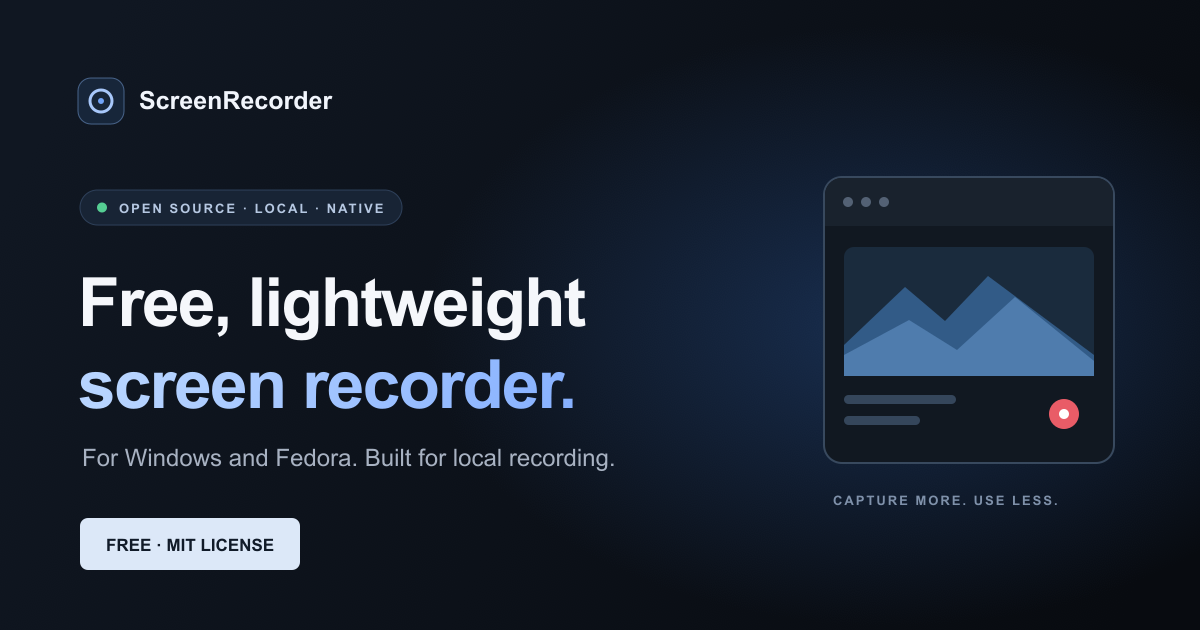 ScreenRecorder
OPEN SOURCE · LOCAL · NATIVE
Free, lightweight
screen recorder.
For Windows and Fedora. Built for local recording.
FREE · MIT LICENSE
CAPTURE MORE. USE LESS.